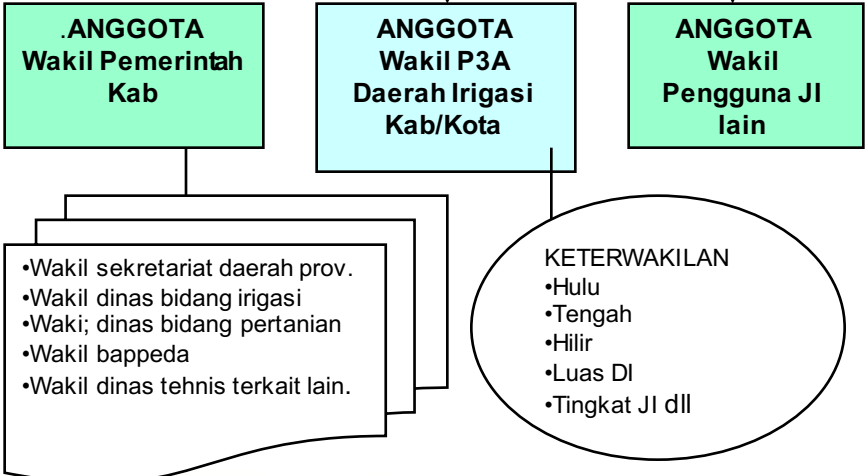 .ANGGOTA
Wakil Pemerintah
Kab
ANGGOTA
Wakil P3A
Daerah Irigasi
Kab/Kota
ANGGOTA
Wakil
Pengguna JI
lain
•Wakil sekretariat daerah prov.
•Wakil dinas bidang irigasi
•Waki; dinas bidang pertanian
•Wakil bappeda
•Wakil dinas tehnis terkait lain.
KETERWAKILAN
•Hulu
•Tengah
•Hilir
•Luas DI
•Tingkat JI dll